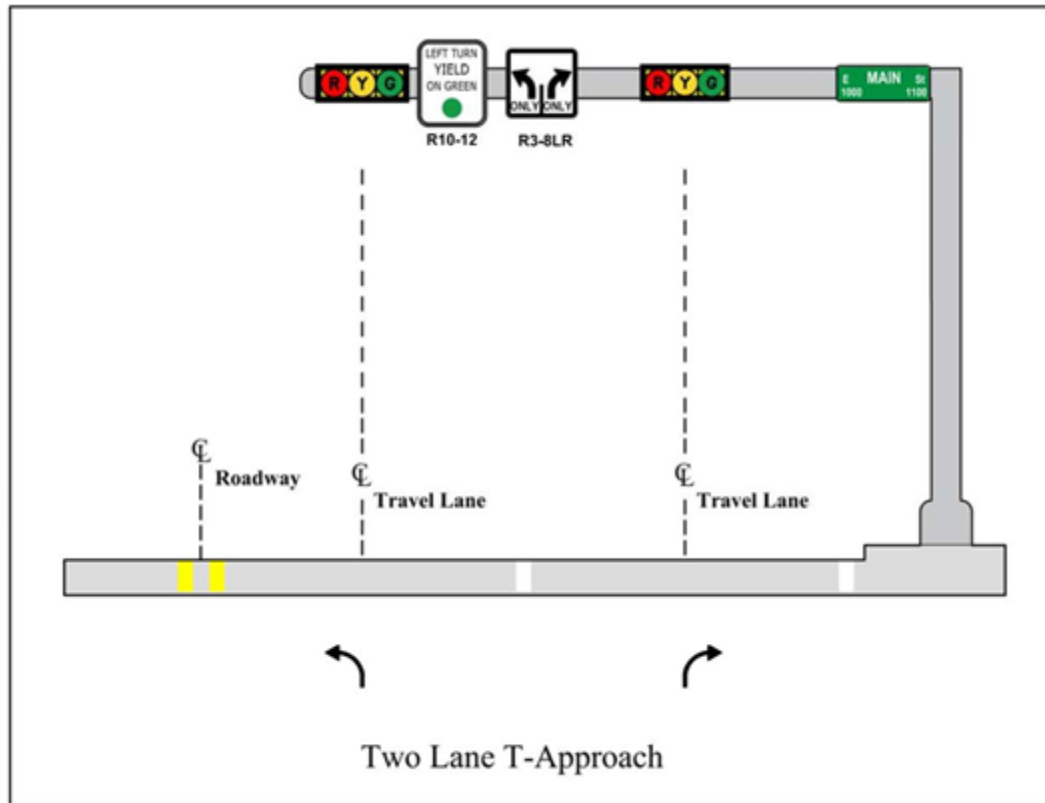 R Y G
LEFT TURN
YIELD
ON GREEN
R10-12
ONLY ONLY
R3-8LR
R Y G
E MAIN St
1000 1100
℄
Roadway
℄
Travel Lane
℄
Travel Lane
Two Lane T-Approach